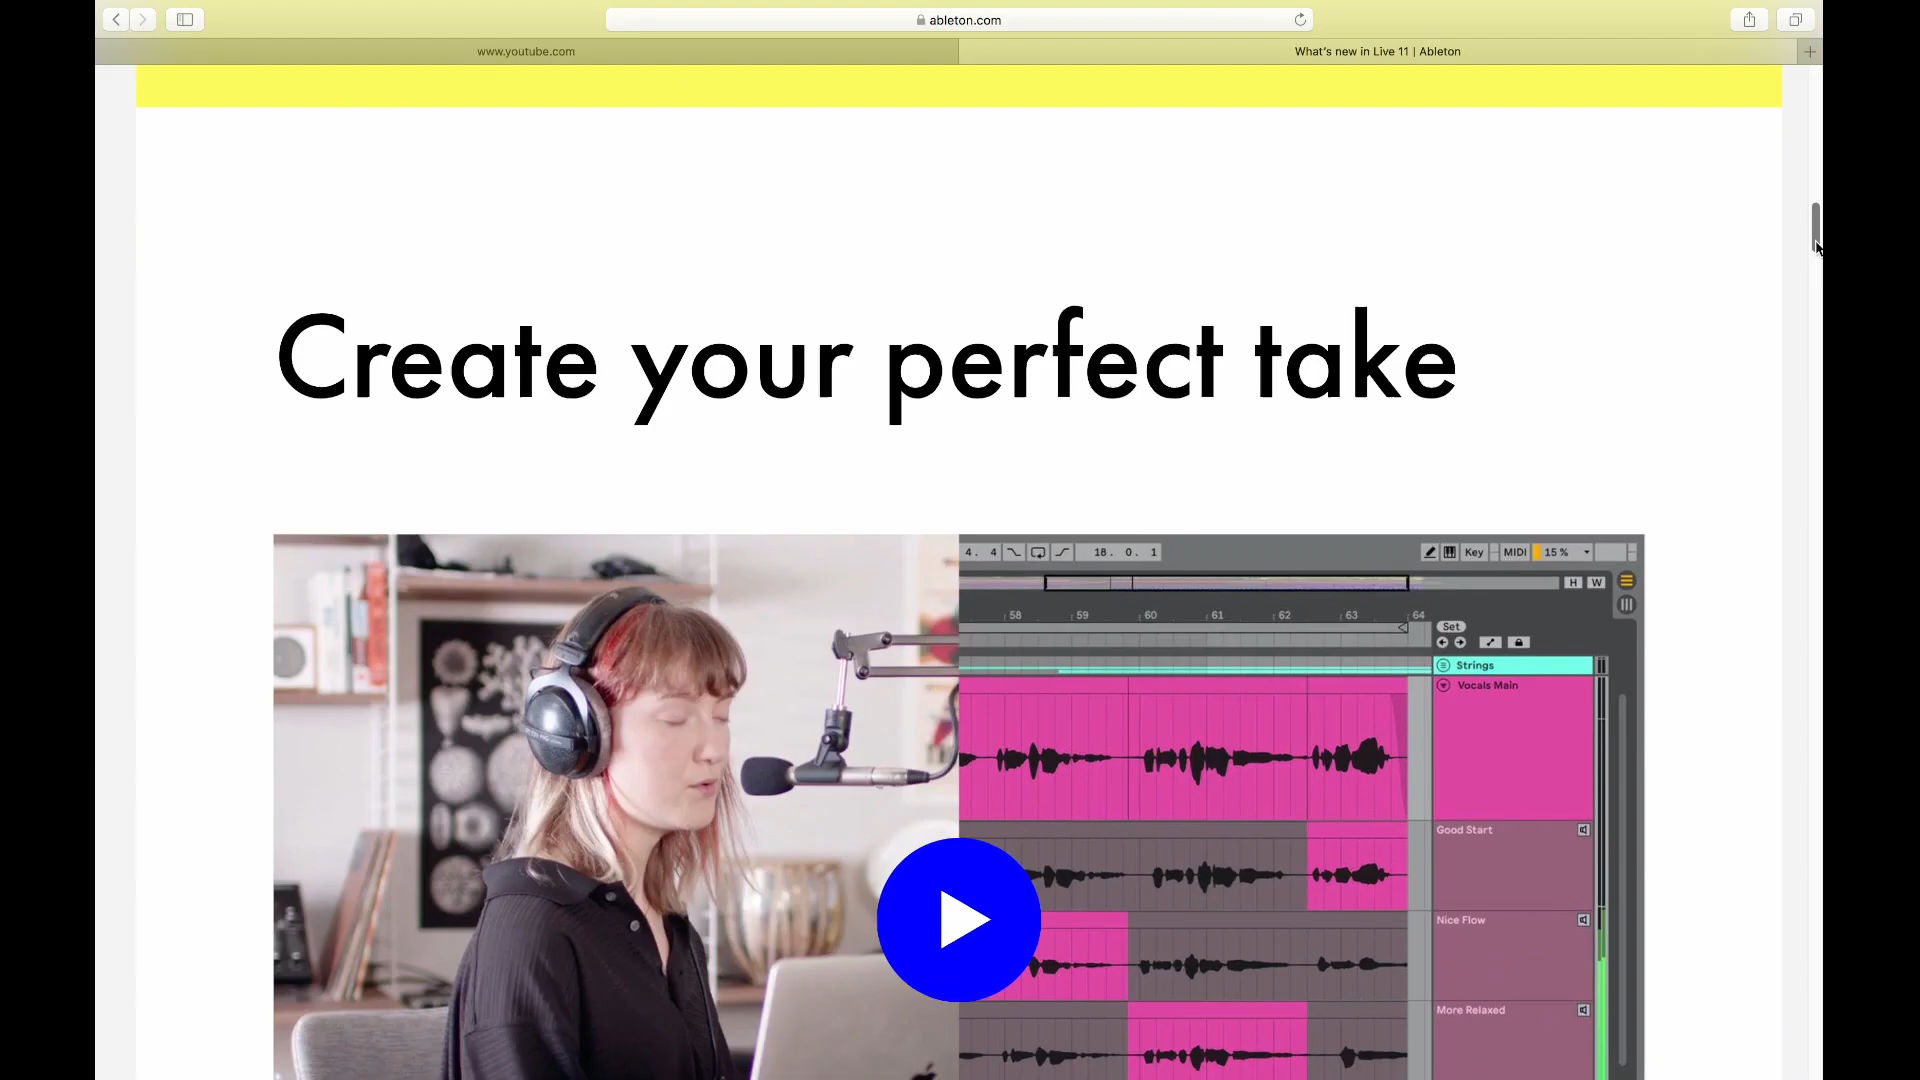 ableton.com
www.youtube.com
What's new in Live 11 | Ableton
Create your perfect take
4. 4
18. 0. 1
Key
MIDI
15 %
H W
58 59 60 61 62 63 64
Set
Strings
Vocals Main
Good Start
Nice Flow
More Relaxed